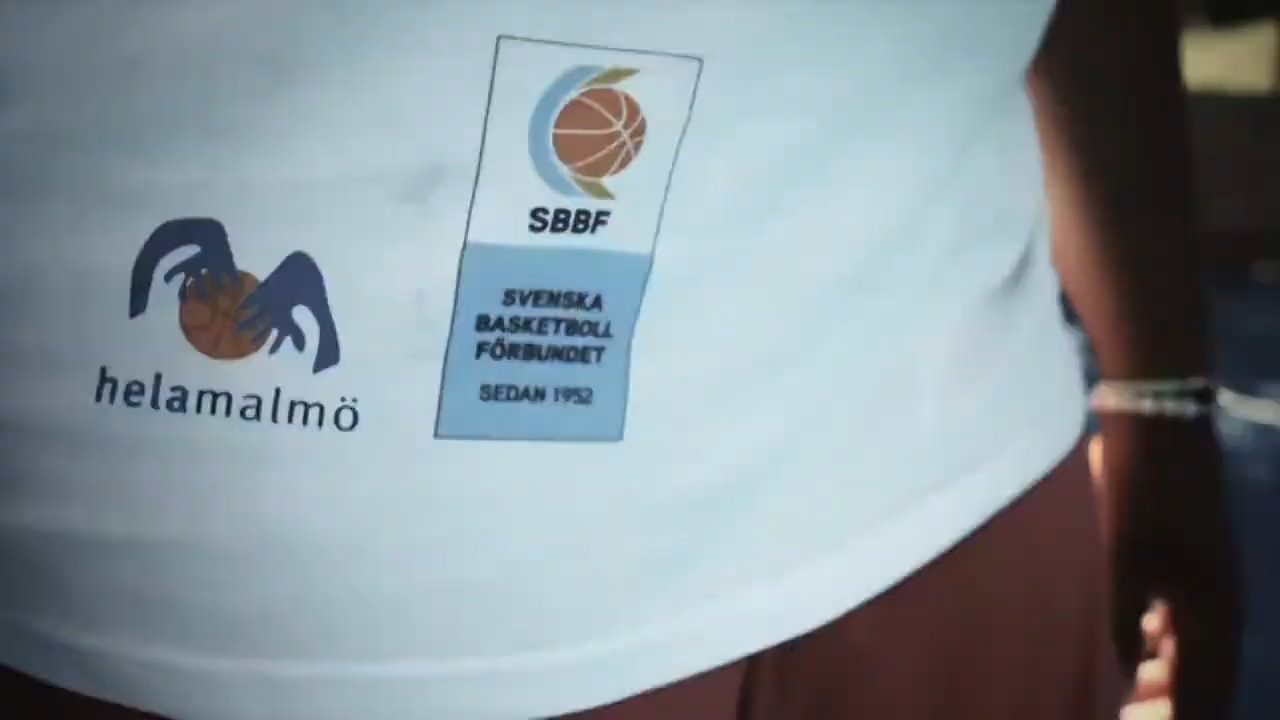 helamalmö
SBBF
SVENSKA
BASKETBOLL
FÖRBUNDET
SEDAN 1952